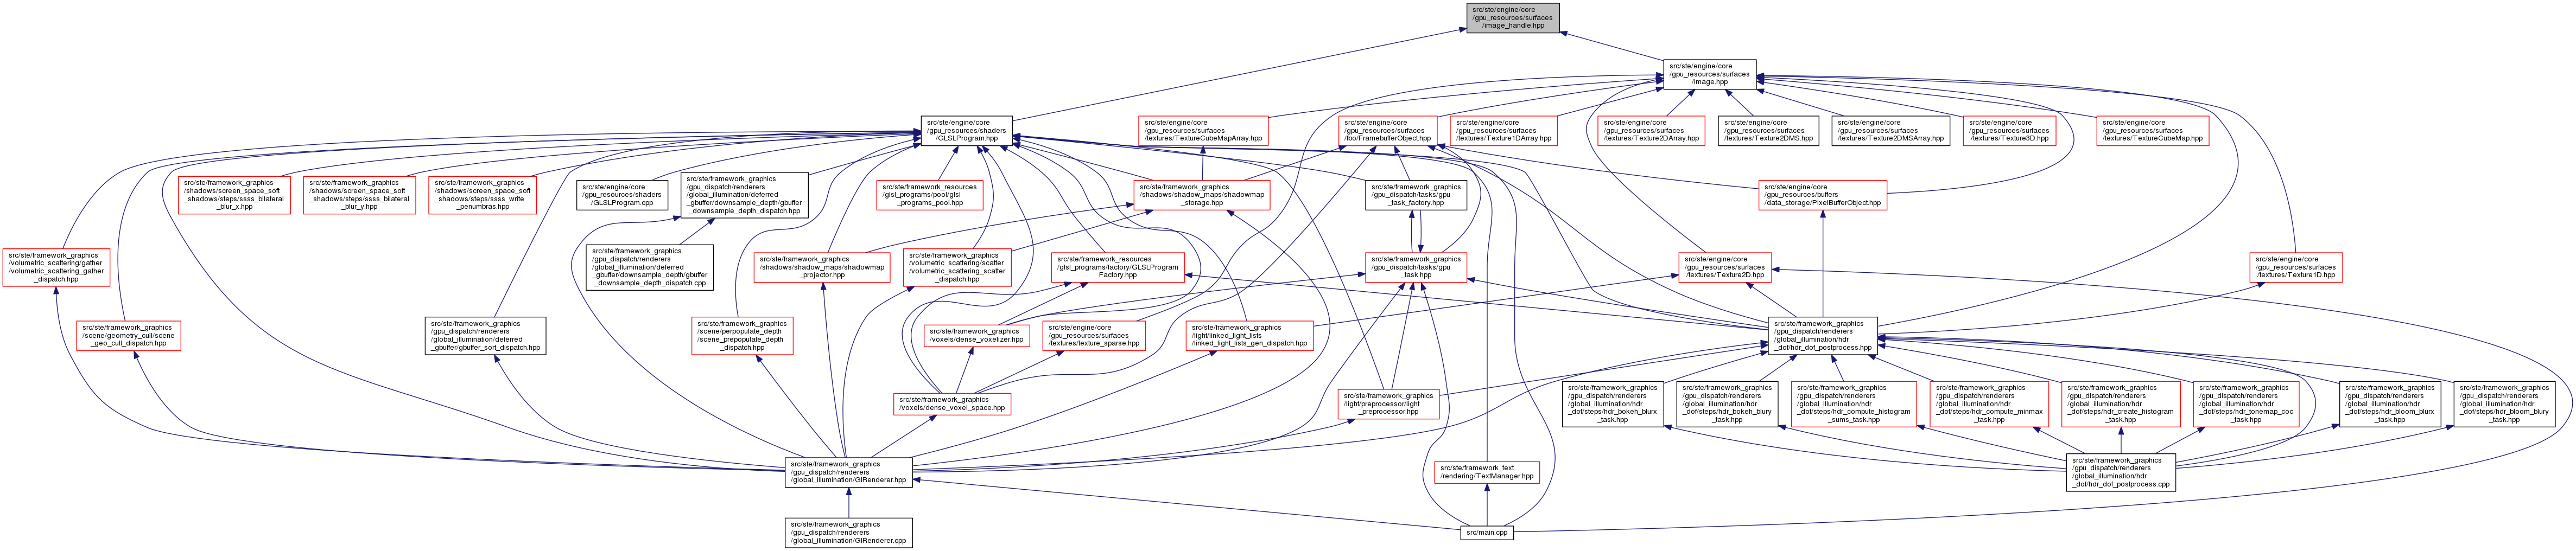 src/ste/engine/core
/gpu_resources/surfaces
/image_handle.hpp
src/ste/engine/core
/gpu_resources/surfaces
/image.hpp
src/ste/engine/core
/gpu_resources/shaders
/GLSLProgram.hpp
src/ste/engine/core
/gpu_resources/surfaces
/textures/TextureCubeMapArray.hpp
src/ste/engine/core
/gpu_resources/surfaces
/fbo/FramebufferObject.hpp
src/ste/engine/core
/gpu_resources/surfaces
/textures/Texture1DArray.hpp
src/ste/engine/core
/gpu_resources/surfaces
/textures/Texture2DArray.hpp
src/ste/engine/core
/gpu_resources/surfaces
/textures/Texture2DMS.hpp
src/ste/engine/core
/gpu_resources/surfaces
/textures/Texture2DMSArray.hpp
src/ste/engine/core
/gpu_resources/surfaces
/textures/Texture3D.hpp
src/ste/engine/core
/gpu_resources/surfaces
/textures/TextureCubeMap.hpp
src/ste/framework_graphics
/shadows/screen_space_soft
_shadows/steps/ssss_bilateral
_blur_x.hpp
src/ste/framework_graphics
/shadows/screen_space_soft
_shadows/steps/ssss_bilateral
_blur_y.hpp
src/ste/framework_graphics
/shadows/screen_space_soft
_shadows/steps/ssss_write
_penumbras.hpp
src/ste/engine/core
/gpu_resources/shaders
/GLSLProgram.cpp
src/ste/framework_graphics
/gpu_dispatch/renderers
/global_illumination/deferred
_gbuffer/downsample_depth/gbuffer
_downsample_depth_dispatch.hpp
src/ste/framework_resources
/glsl_programs/pool/glsl
_programs_pool.hpp
src/ste/framework_graphics
/shadows/shadow_maps/shadowmap
_storage.hpp
src/ste/framework_graphics
/gpu_dispatch/tasks/gpu
_task_factory.hpp
src/ste/engine/core
/gpu_resources/buffers
/data_storage/PixelBufferObject.hpp
src/ste/framework_graphics
/volumetric_scattering/gather
/volumetric_scattering_gather
_dispatch.hpp
src/ste/framework_graphics
/gpu_dispatch/renderers
/global_illumination/deferred
_gbuffer/downsample_depth/gbuffer
_downsample_depth_dispatch.cpp
src/ste/framework_graphics
/shadows/shadow_maps/shadowmap
_projector.hpp
src/ste/framework_graphics
/volumetric_scattering/scatter
/volumetric_scattering_scatter
_dispatch.hpp
src/ste/framework_resources
/glsl_programs/factory/GLSLProgram
Factory.hpp
src/ste/framework_graphics
/gpu_dispatch/tasks/gpu
_task.hpp
src/ste/engine/core
/gpu_resources/surfaces
/textures/Texture2D.hpp
src/ste/engine/core
/gpu_resources/surfaces
/textures/Texture1D.hpp
src/ste/framework_graphics
/scene/geometry_cull/scene
_geo_cull_dispatch.hpp
src/ste/framework_graphics
/gpu_dispatch/renderers
/global_illumination/deferred
_gbuffer/gbuffer_sort_dispatch.hpp
src/ste/framework_graphics
/scene/perpopulate_depth
/scene_prepopulate_depth
_dispatch.hpp
src/ste/framework_graphics
/voxels/dense_voxelizer.hpp
src/ste/engine/core
/gpu_resources/surfaces
/textures/texture_sparse.hpp
src/ste/framework_graphics
/light/linked_light_lists
/linked_light_lists_gen_dispatch.hpp
src/ste/framework_graphics
/gpu_dispatch/renderers
/global_illumination/hdr
_dof/hdr_dof_postprocess.hpp
src/ste/framework_graphics
/voxels/dense_voxel_space.hpp
src/ste/framework_graphics
/light/preprocessor/light
_preprocessor.hpp
src/ste/framework_graphics
/gpu_dispatch/renderers
/global_illumination/hdr
_dof/steps/hdr_bokeh_blurx
_task.hpp
src/ste/framework_graphics
/gpu_dispatch/renderers
/global_illumination/hdr
_dof/steps/hdr_bokeh_blury
_task.hpp
src/ste/framework_graphics
/gpu_dispatch/renderers
/global_illumination/hdr
_dof/steps/hdr_compute_histogram
_sums_task.hpp
src/ste/framework_graphics
/gpu_dispatch/renderers
/global_illumination/hdr
_dof/steps/hdr_compute_minmax
_task.hpp
src/ste/framework_graphics
/gpu_dispatch/renderers
/global_illumination/hdr
_dof/steps/hdr_create_histogram
_task.hpp
src/ste/framework_graphics
/gpu_dispatch/renderers
/global_illumination/hdr
_dof/steps/hdr_tonemap_coc
_task.hpp
src/ste/framework_graphics
/gpu_dispatch/renderers
/global_illumination/hdr
_dof/steps/hdr_bloom_blurx
_task.hpp
src/ste/framework_graphics
/gpu_dispatch/renderers
/global_illumination/hdr
_dof/steps/hdr_bloom_blury
_task.hpp
src/ste/framework_graphics
/gpu_dispatch/renderers
/global_illumination/GIRenderer.hpp
src/ste/framework_text
/rendering/TextManager.hpp
src/ste/framework_graphics
/gpu_dispatch/renderers
/global_illumination/hdr
_dof/hdr_dof_postprocess.cpp
src/ste/framework_graphics
/gpu_dispatch/renderers
/global_illumination/GIRenderer.cpp
src/main.cpp